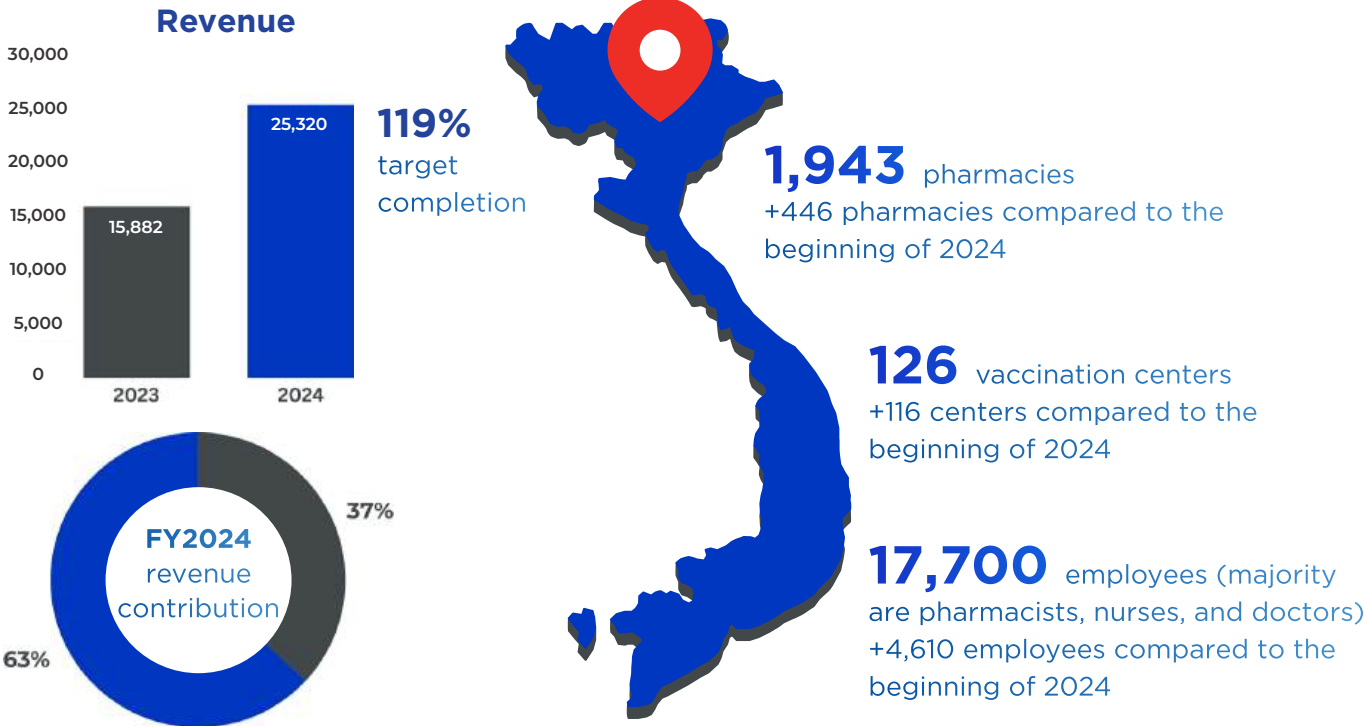 Revenue
30,000
25,000
20,000
15,000
10,000
5,000
0
15,882
25,320
2023
2024
119%
target
completion
FY2024
revenue
contribution
37%
63%
1,943 pharmacies
+446 pharmacies compared to the
beginning of 2024
126 vaccination centers
+116 centers compared to the
beginning of 2024
17,700 employees (majority
are pharmacists, nurses, and doctors)
+4,610 employees compared to the
beginning of 2024